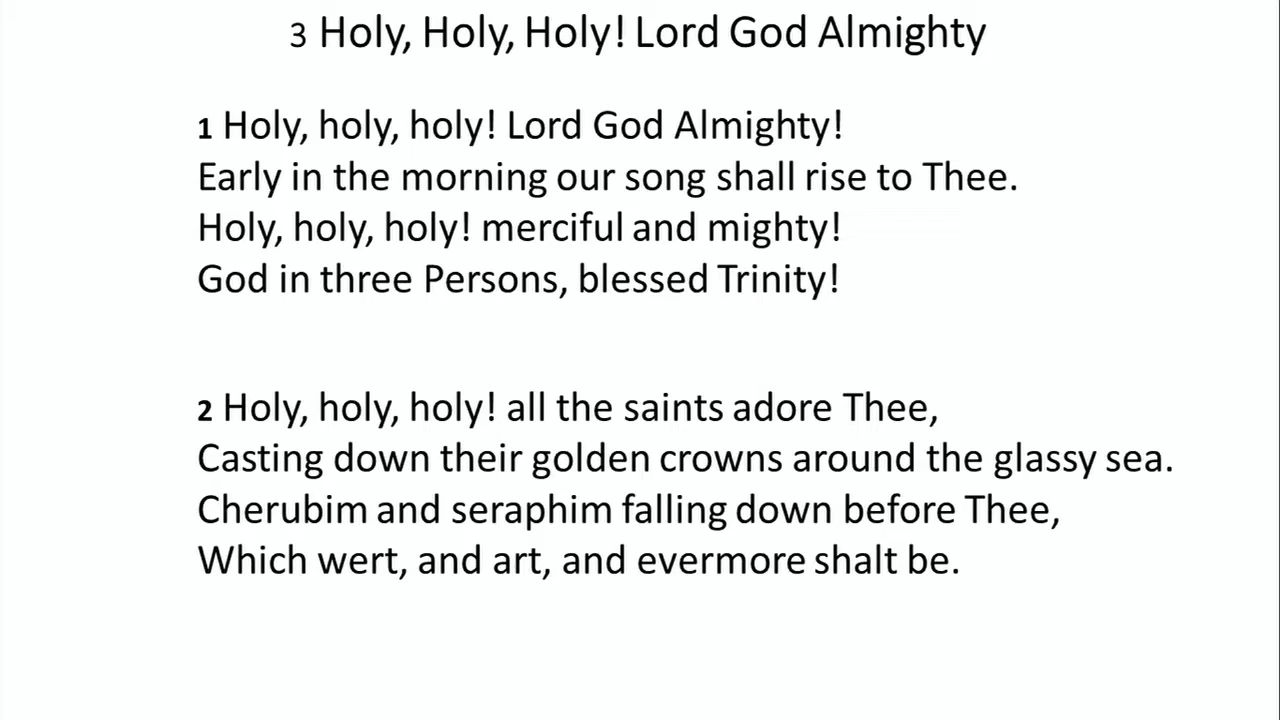 3 Holy, Holy, Holy! Lord God Almighty
1 Holy, holy, holy! Lord God Almighty!
Early in the morning our song shall rise to Thee.
Holy, holy, holy! merciful and mighty!
God in three Persons, blessed Trinity!
2 Holy, holy, holy! all the saints adore Thee,
Casting down their golden crowns around the glassy sea.
Cherubim and seraphim falling down before Thee,
Which wert, and art, and evermore shalt be.